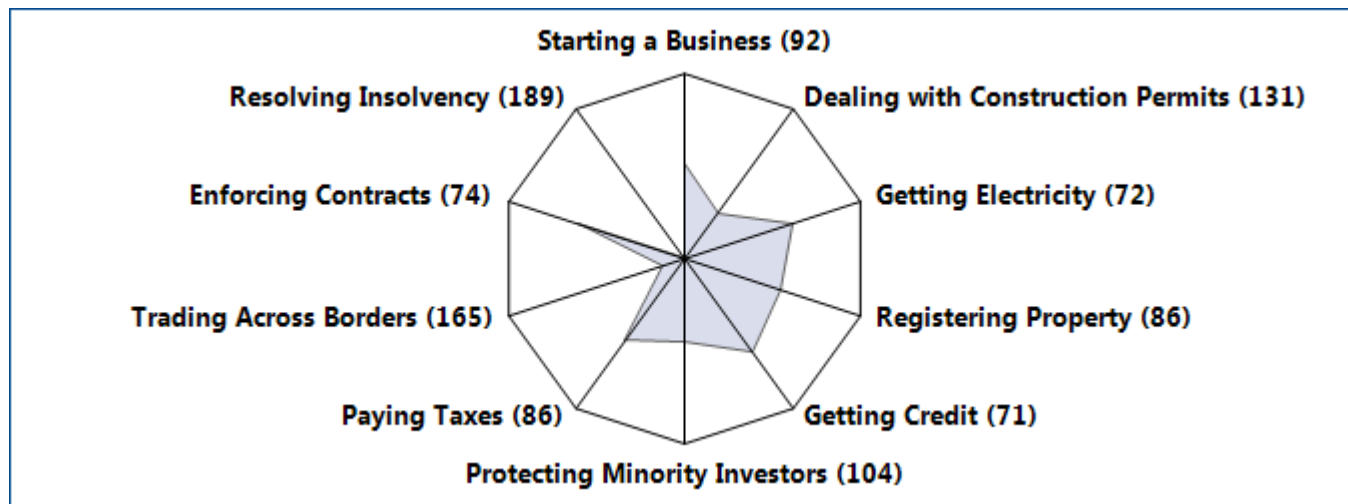 Starting a Business (92)
Resolving Insolvency (189)
Dealing with Construction Permits (131)
Enforcing Contracts (74)
Getting Electricity (72)
Trading Across Borders (165)
Registering Property (86)
Paying Taxes (86)
Getting Credit (71)
Protecting Minority Investors (104)